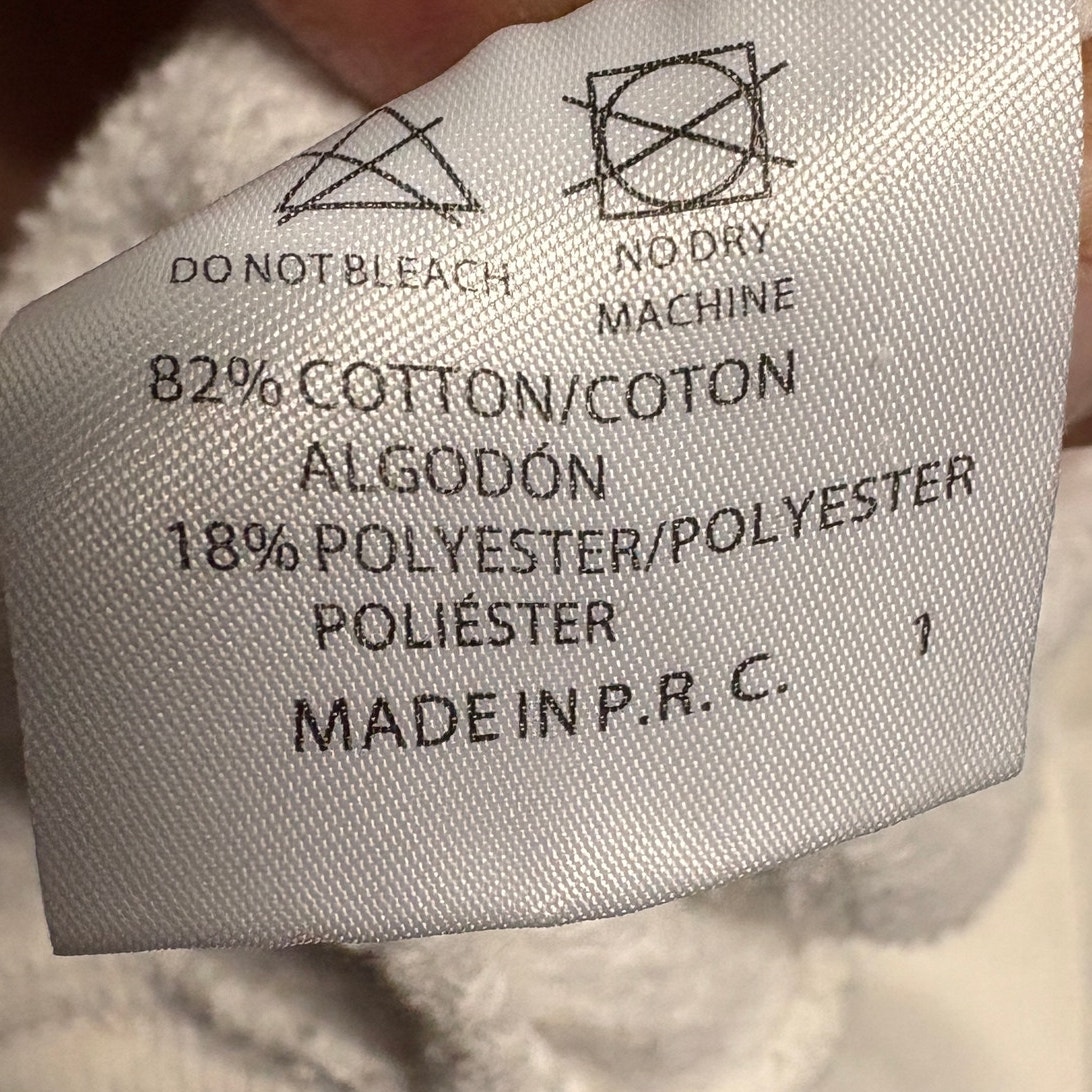 DO NOT BLEACH
NO DRY
MACHINE
82% COTTON/COTON
ALGODÓN
18% POLYESTER/POLYESTER
POLIÉSTER
1
MADE IN P.R. C.